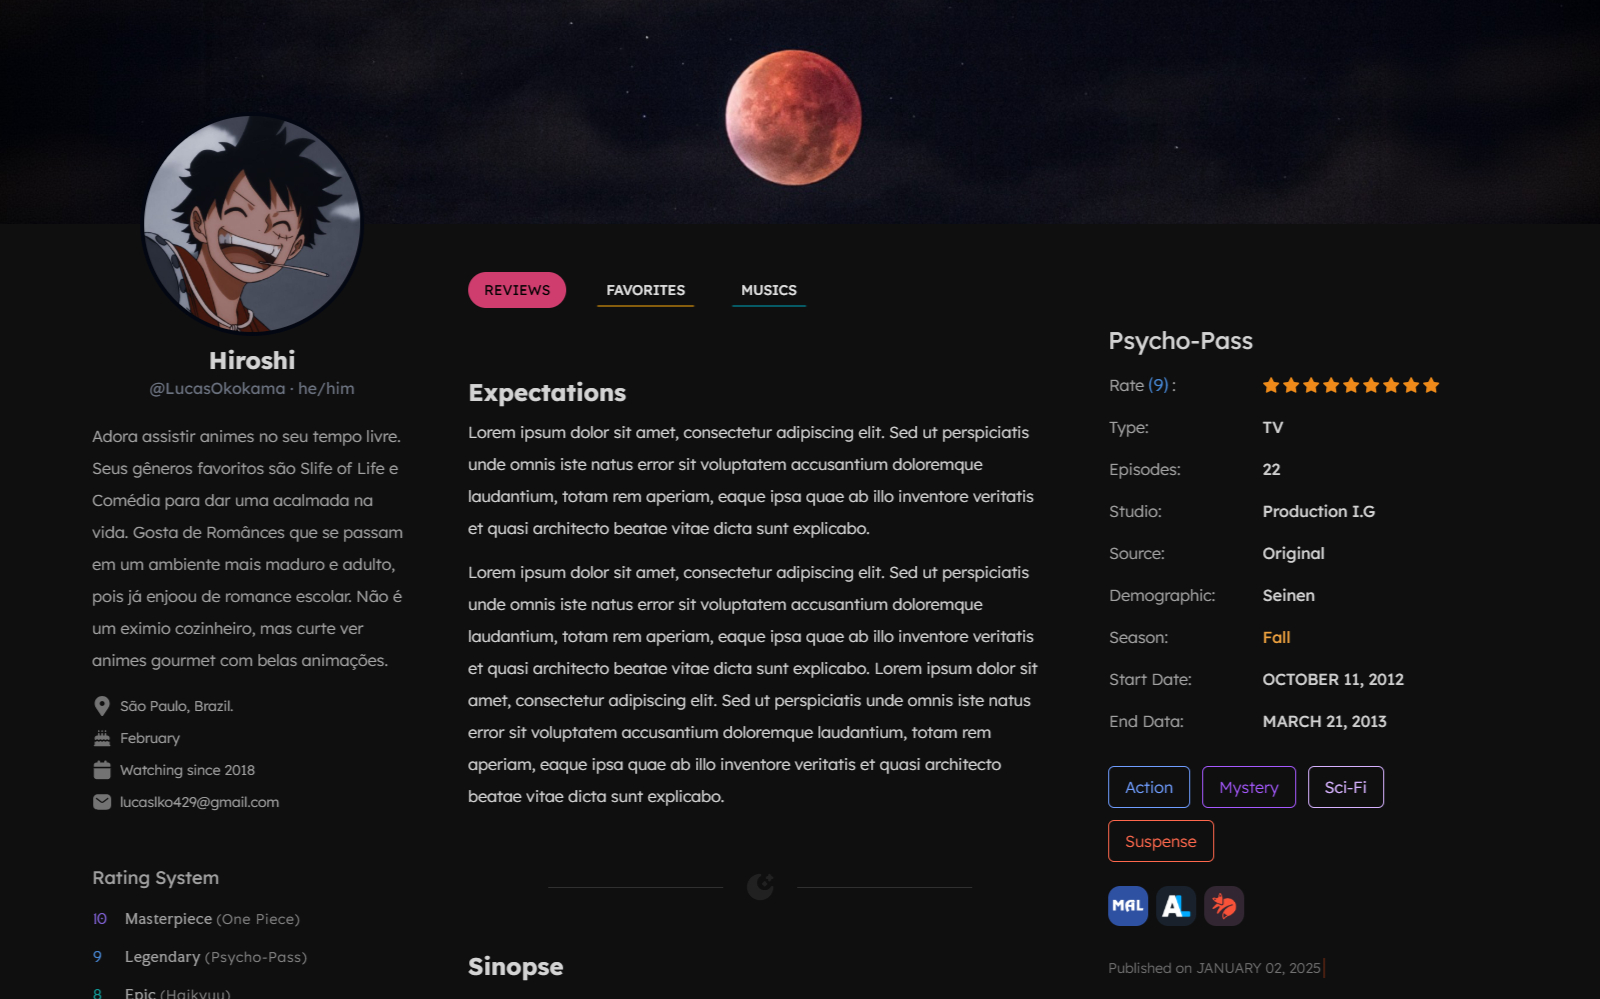 REVIEWS FAVORITES MUSICS
Hiroshi
@LucasOkokama · he/him
Adora assistir animes no seu tempo livre.
Seus gêneros favoritos são Slife of Life e
Comédia para dar uma acalmada na
vida. Gosta de Românces que se passam
em um ambiente mais maduro e adulto,
pois já enjoou de romance escolar. Não é
um eximio cozinheiro, mas curte ver
animes gourmet com belas animações.
São Paulo, Brazil.
February
Watching since 2018
lucaslko429@gmail.com
Rating System
10 Masterpiece (One Piece)
9 Legendary (Psycho-Pass)
8 Epic (Haikyuu)
Expectations
Lorem ipsum dolor sit amet, consectetur adipiscing elit. Sed ut perspiciatis
unde omnis iste natus error sit voluptatem accusantium doloremque
laudantium, totam rem aperiam, eaque ipsa quae ab illo inventore veritatis
et quasi architecto beatae vitae dicta sunt explicabo.
Lorem ipsum dolor sit amet, consectetur adipiscing elit. Sed ut perspiciatis
unde omnis iste natus error sit voluptatem accusantium doloremque
laudantium, totam rem aperiam, eaque ipsa quae ab illo inventore veritatis
et quasi architecto beatae vitae dicta sunt explicabo. Lorem ipsum dolor sit
amet, consectetur adipiscing elit. Sed ut perspiciatis unde omnis iste natus
error sit voluptatem accusantium doloremque laudantium, totam rem
aperiam, eaque ipsa quae ab illo inventore veritatis et quasi architecto
beatae vitae dicta sunt explicabo.
Sinopse
Psycho-Pass
Rate (9) :
Type: TV
Episodes: 22
Studio: Production I.G
Source: Original
Demographic: Seinen
Season: Fall
Start Date: OCTOBER 11, 2012
End Data: MARCH 21, 2013
Action Mystery Sci-Fi
Suspense
MAL AL
Published on JANUARY 02, 2025